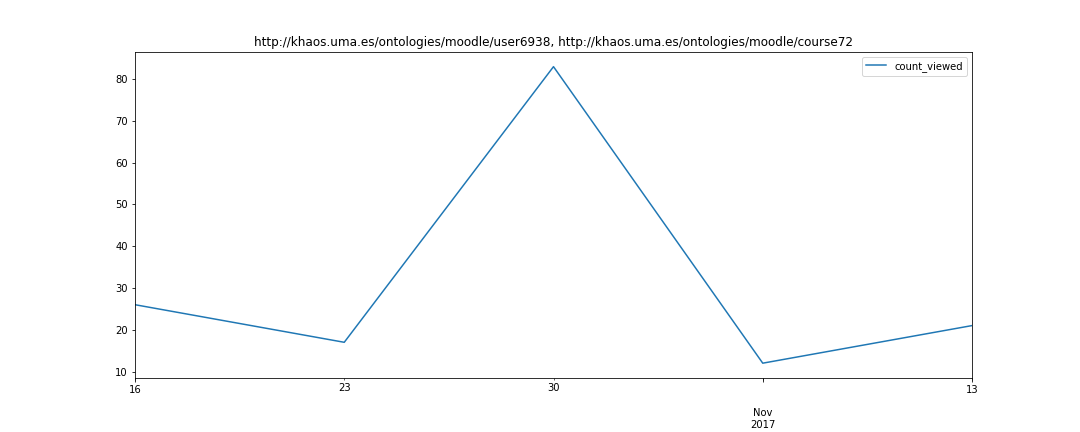 http://khaos.uma.es/ontologies/moodle/user6938, http://khaos.uma.es/ontologies/moodle/course72
count_viewed
80
70
60
50
40
30
20
10
16 23 30 13
Nov
2017